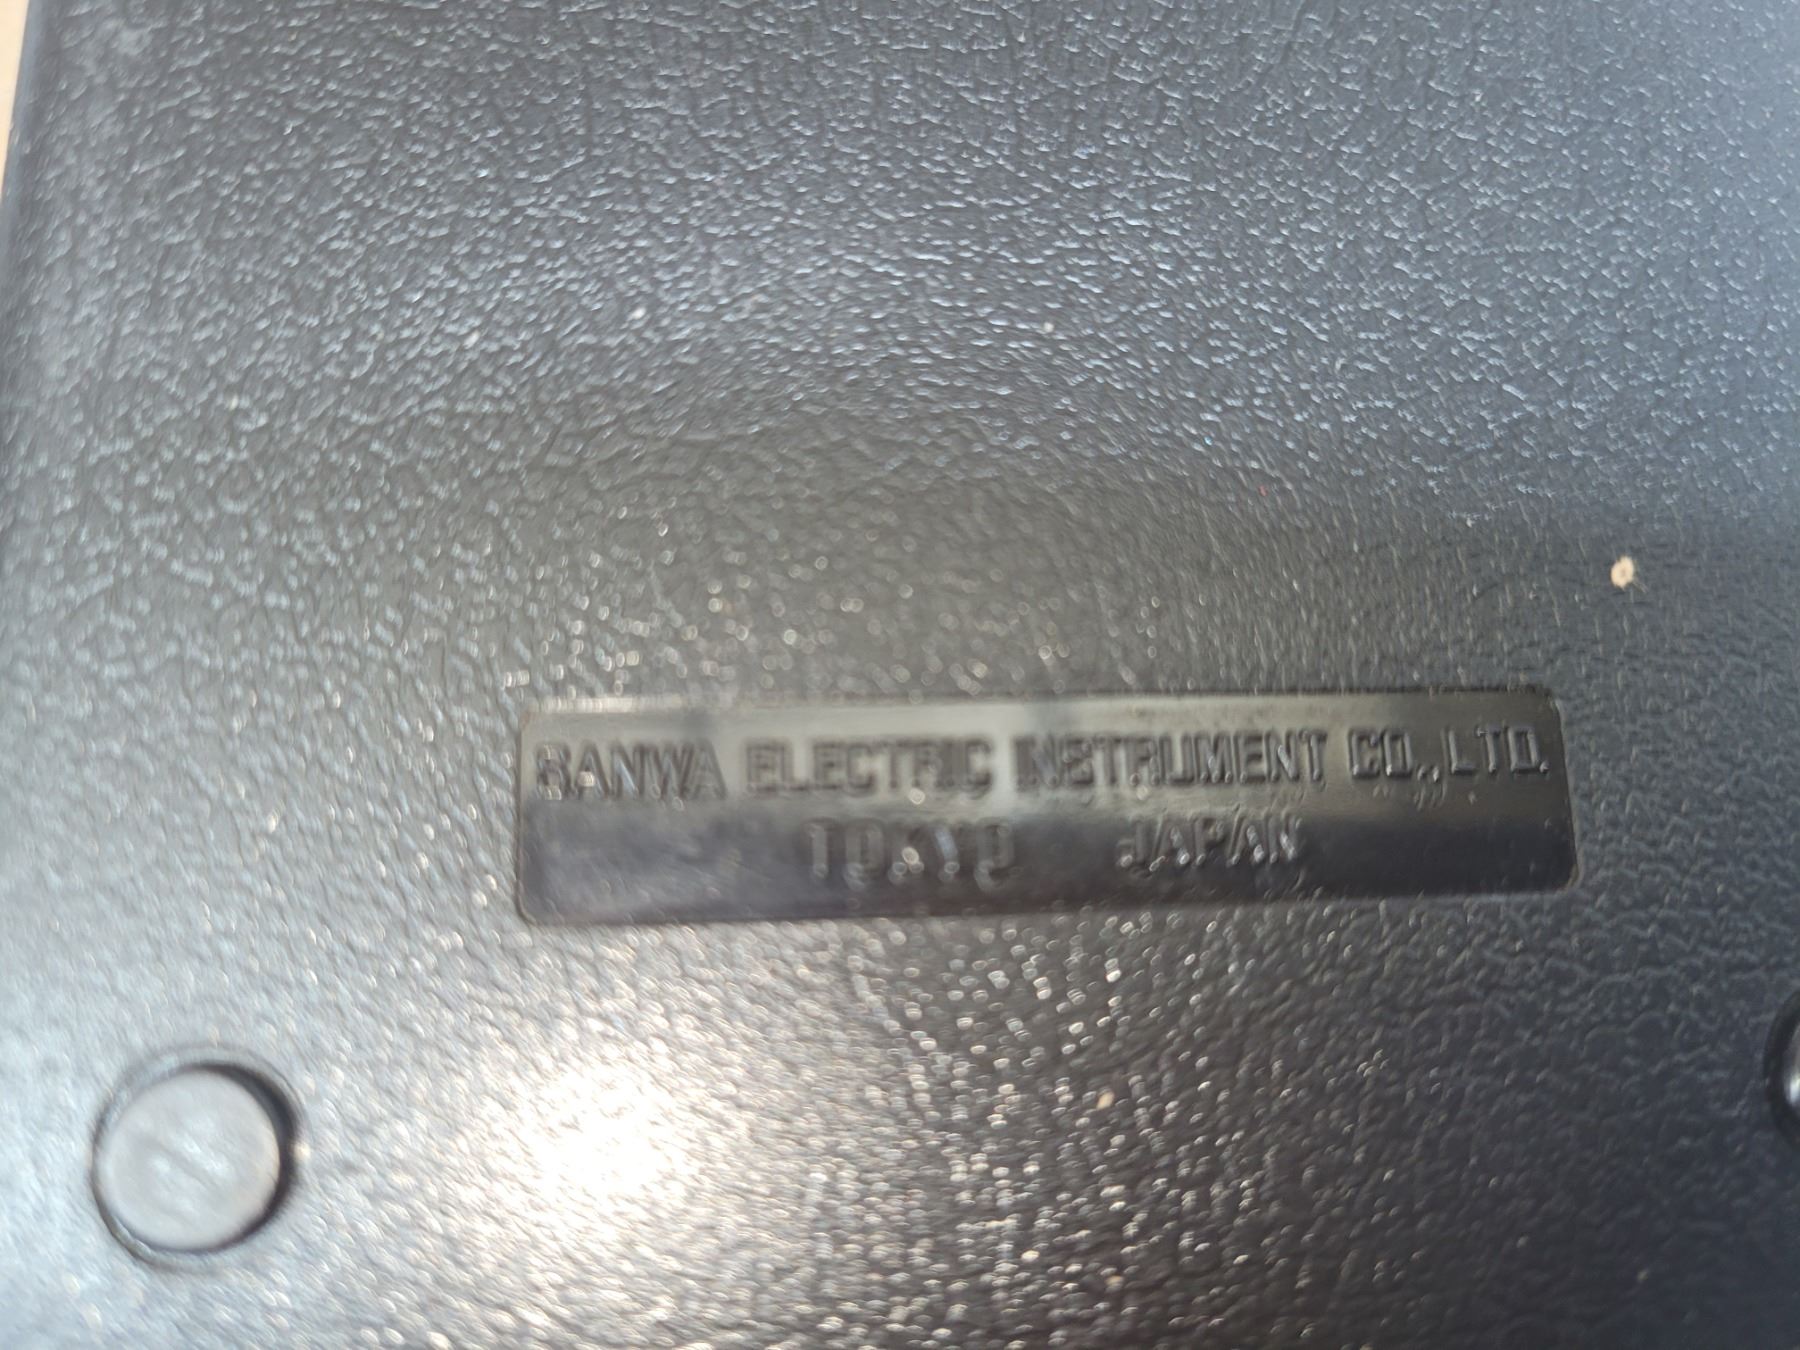 SANWA ELECTRIC INSTRUMENT CO., LTD.
TOKYO JAPAN